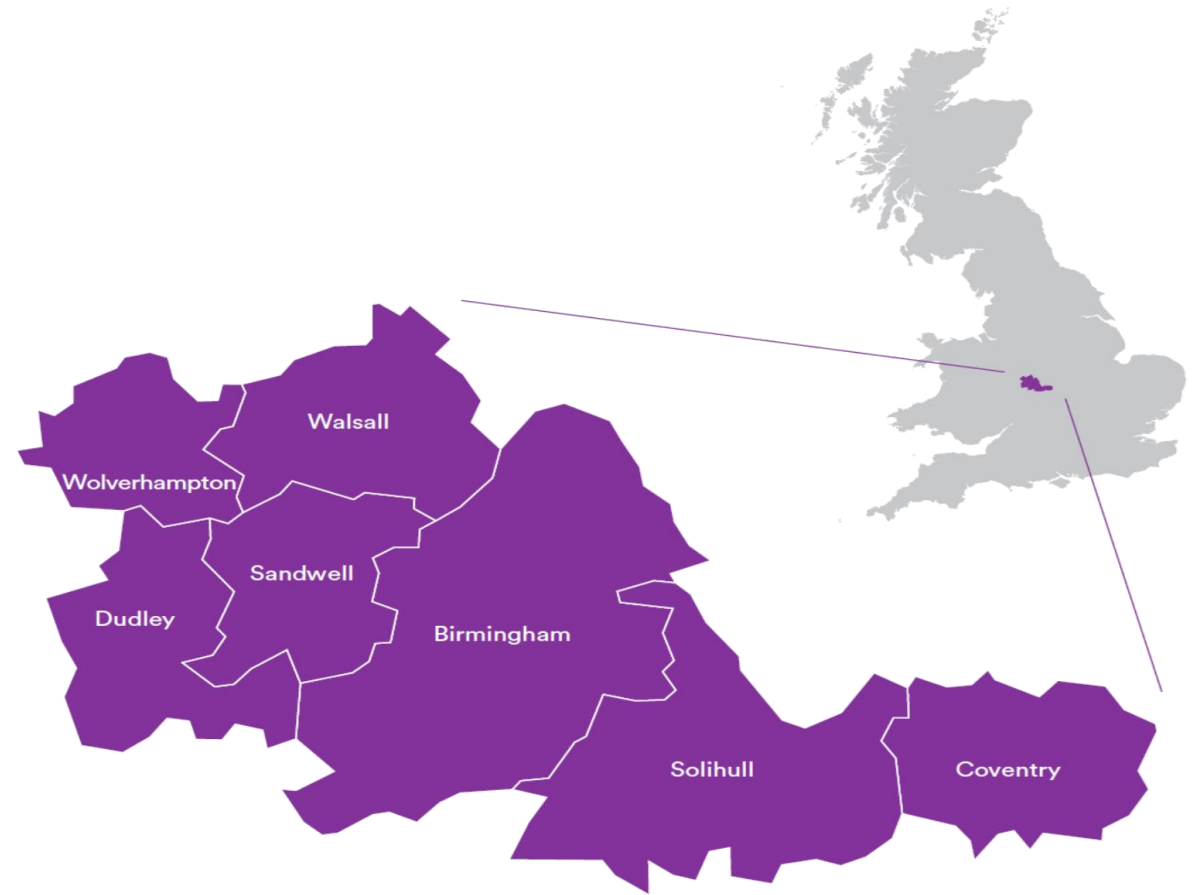 Walsall
Wolverhampton
Sandwell
Dudley
Birmingham
Solihull
Coventry